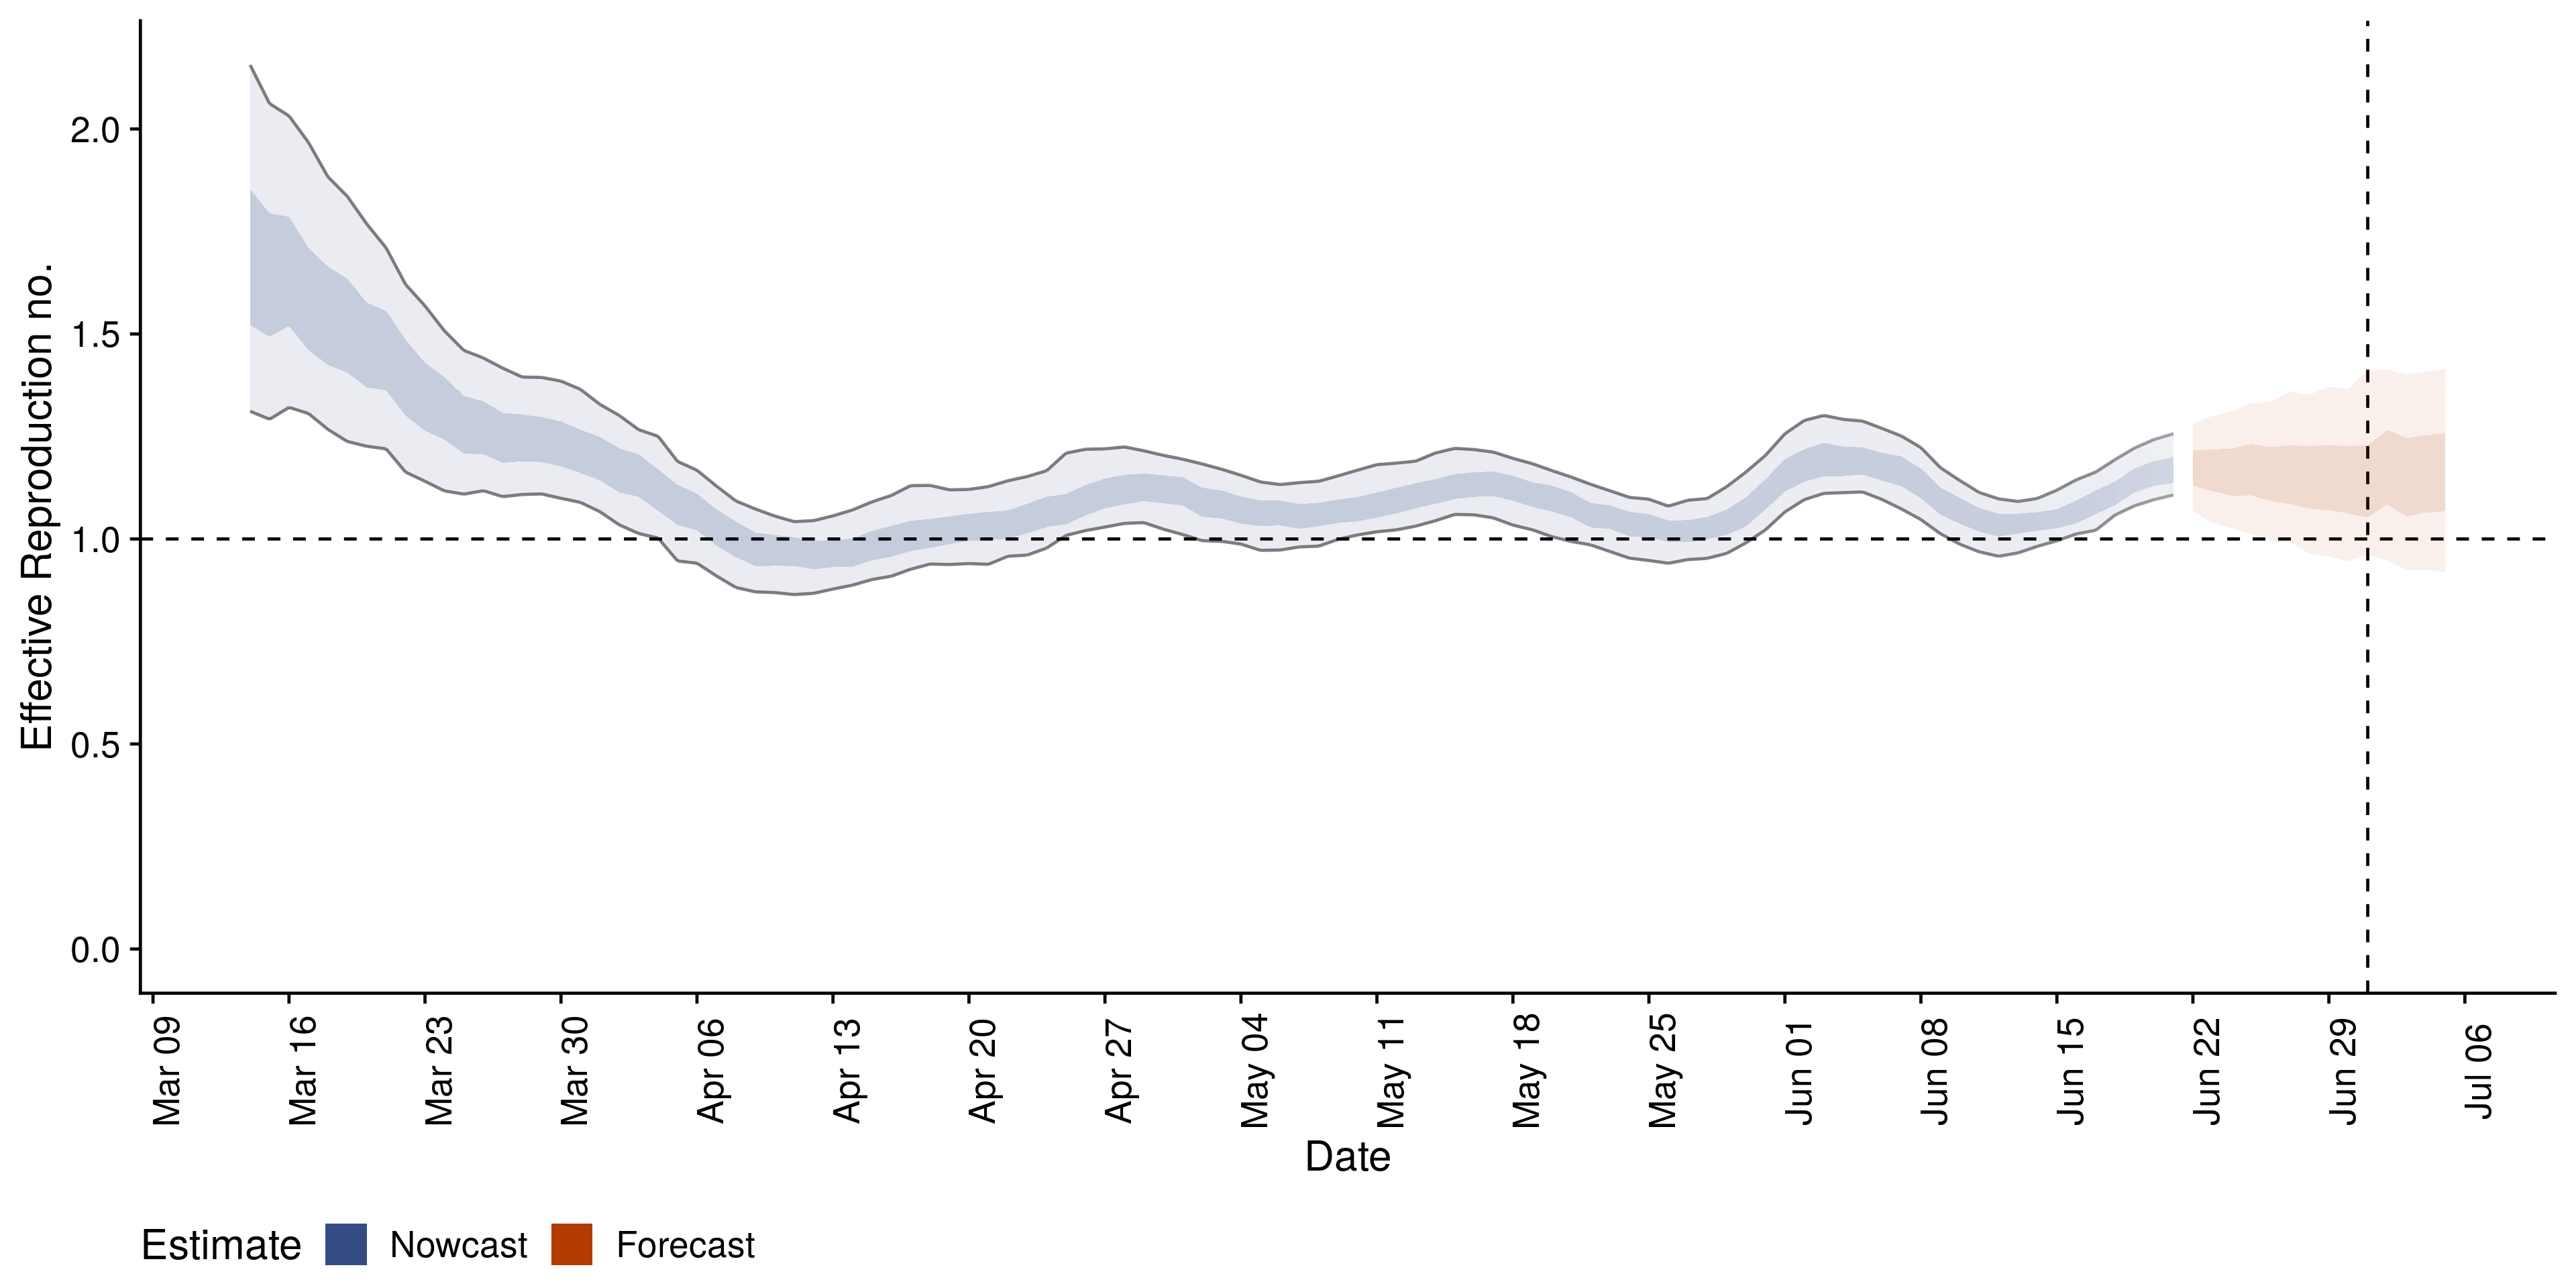 Effective Reproduction no.
2.0
1.5
1.0
0.5
0.0
Mar 09
Mar 16
Mar 23
Mar 30
Apr 06
Apr 13
Apr 20
Apr 27
May 04
May 11
May 18
May 25
Jun 01
Jun 08
Jun 15
Jun 22
Jun 29
Jul 06
Date
Estimate Nowcast Forecast